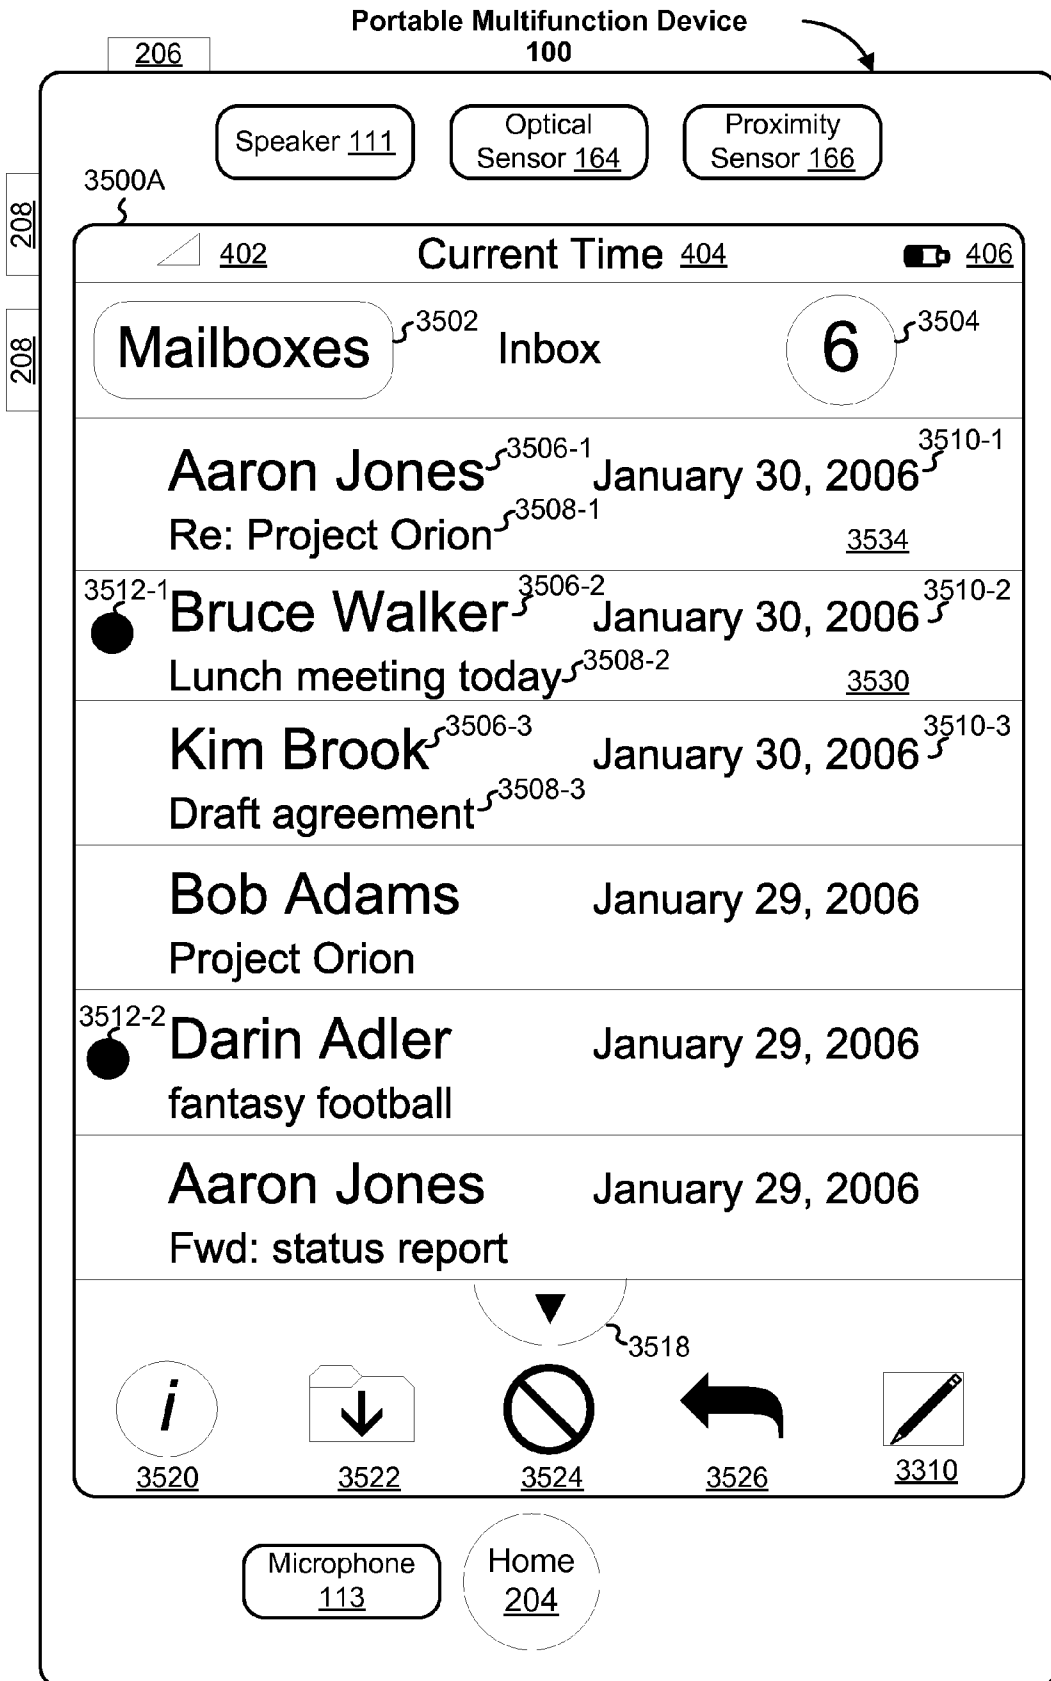 Portable Multifunction Device
100
206
Speaker 111
Optical
Sensor 164
Proximity
Sensor 166
3500A
208
208
402
Current Time 404
406
Mailboxes
3502
Inbox
6
3504
Aaron Jones
3506-1
January 30, 2006
3510-1
Re: Project Orion
3508-1
3534
3512-1
Bruce Walker
3506-2
January 30, 2006
3510-2
Lunch meeting today
3508-2
3530
Kim Brook
3506-3
January 30, 2006
3510-3
Draft agreement
3508-3
Bob Adams
January 29, 2006
Project Orion
3512-2
Darin Adler
January 29, 2006
fantasy football
Aaron Jones
January 29, 2006
Fwd: status report
3518
i
3520
3522
3524
3526
3310
Microphone
113
Home
204